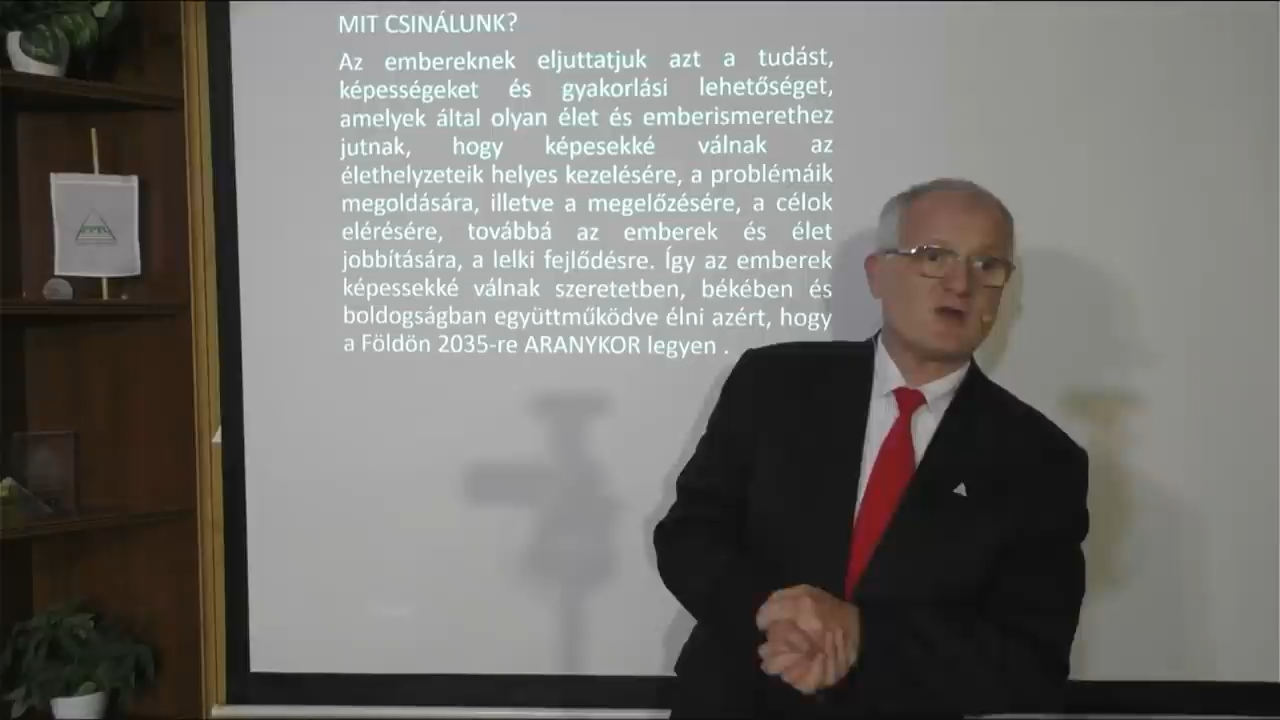 MIT CSINÁLUNK?
Az embereknek eljuttatjuk azt a tudást,
képességeket és gyakorlási lehetőséget,
amelyek által olyan élet és emberismerethez
jutnak, hogy képesekké válnak az
élethelyzeteik helyes kezelésére, a problémáik
megoldására, illetve a megelőzésére, a célok
elérésére, továbbá az emberek és élet
jobbítására, a lelki fejlődésre. Így az emberek
képessekké válnak szeretetben, békében és
boldogságban együttműködve élni azért, hogy
a Földön 2035-re ARANYKOR legyen .